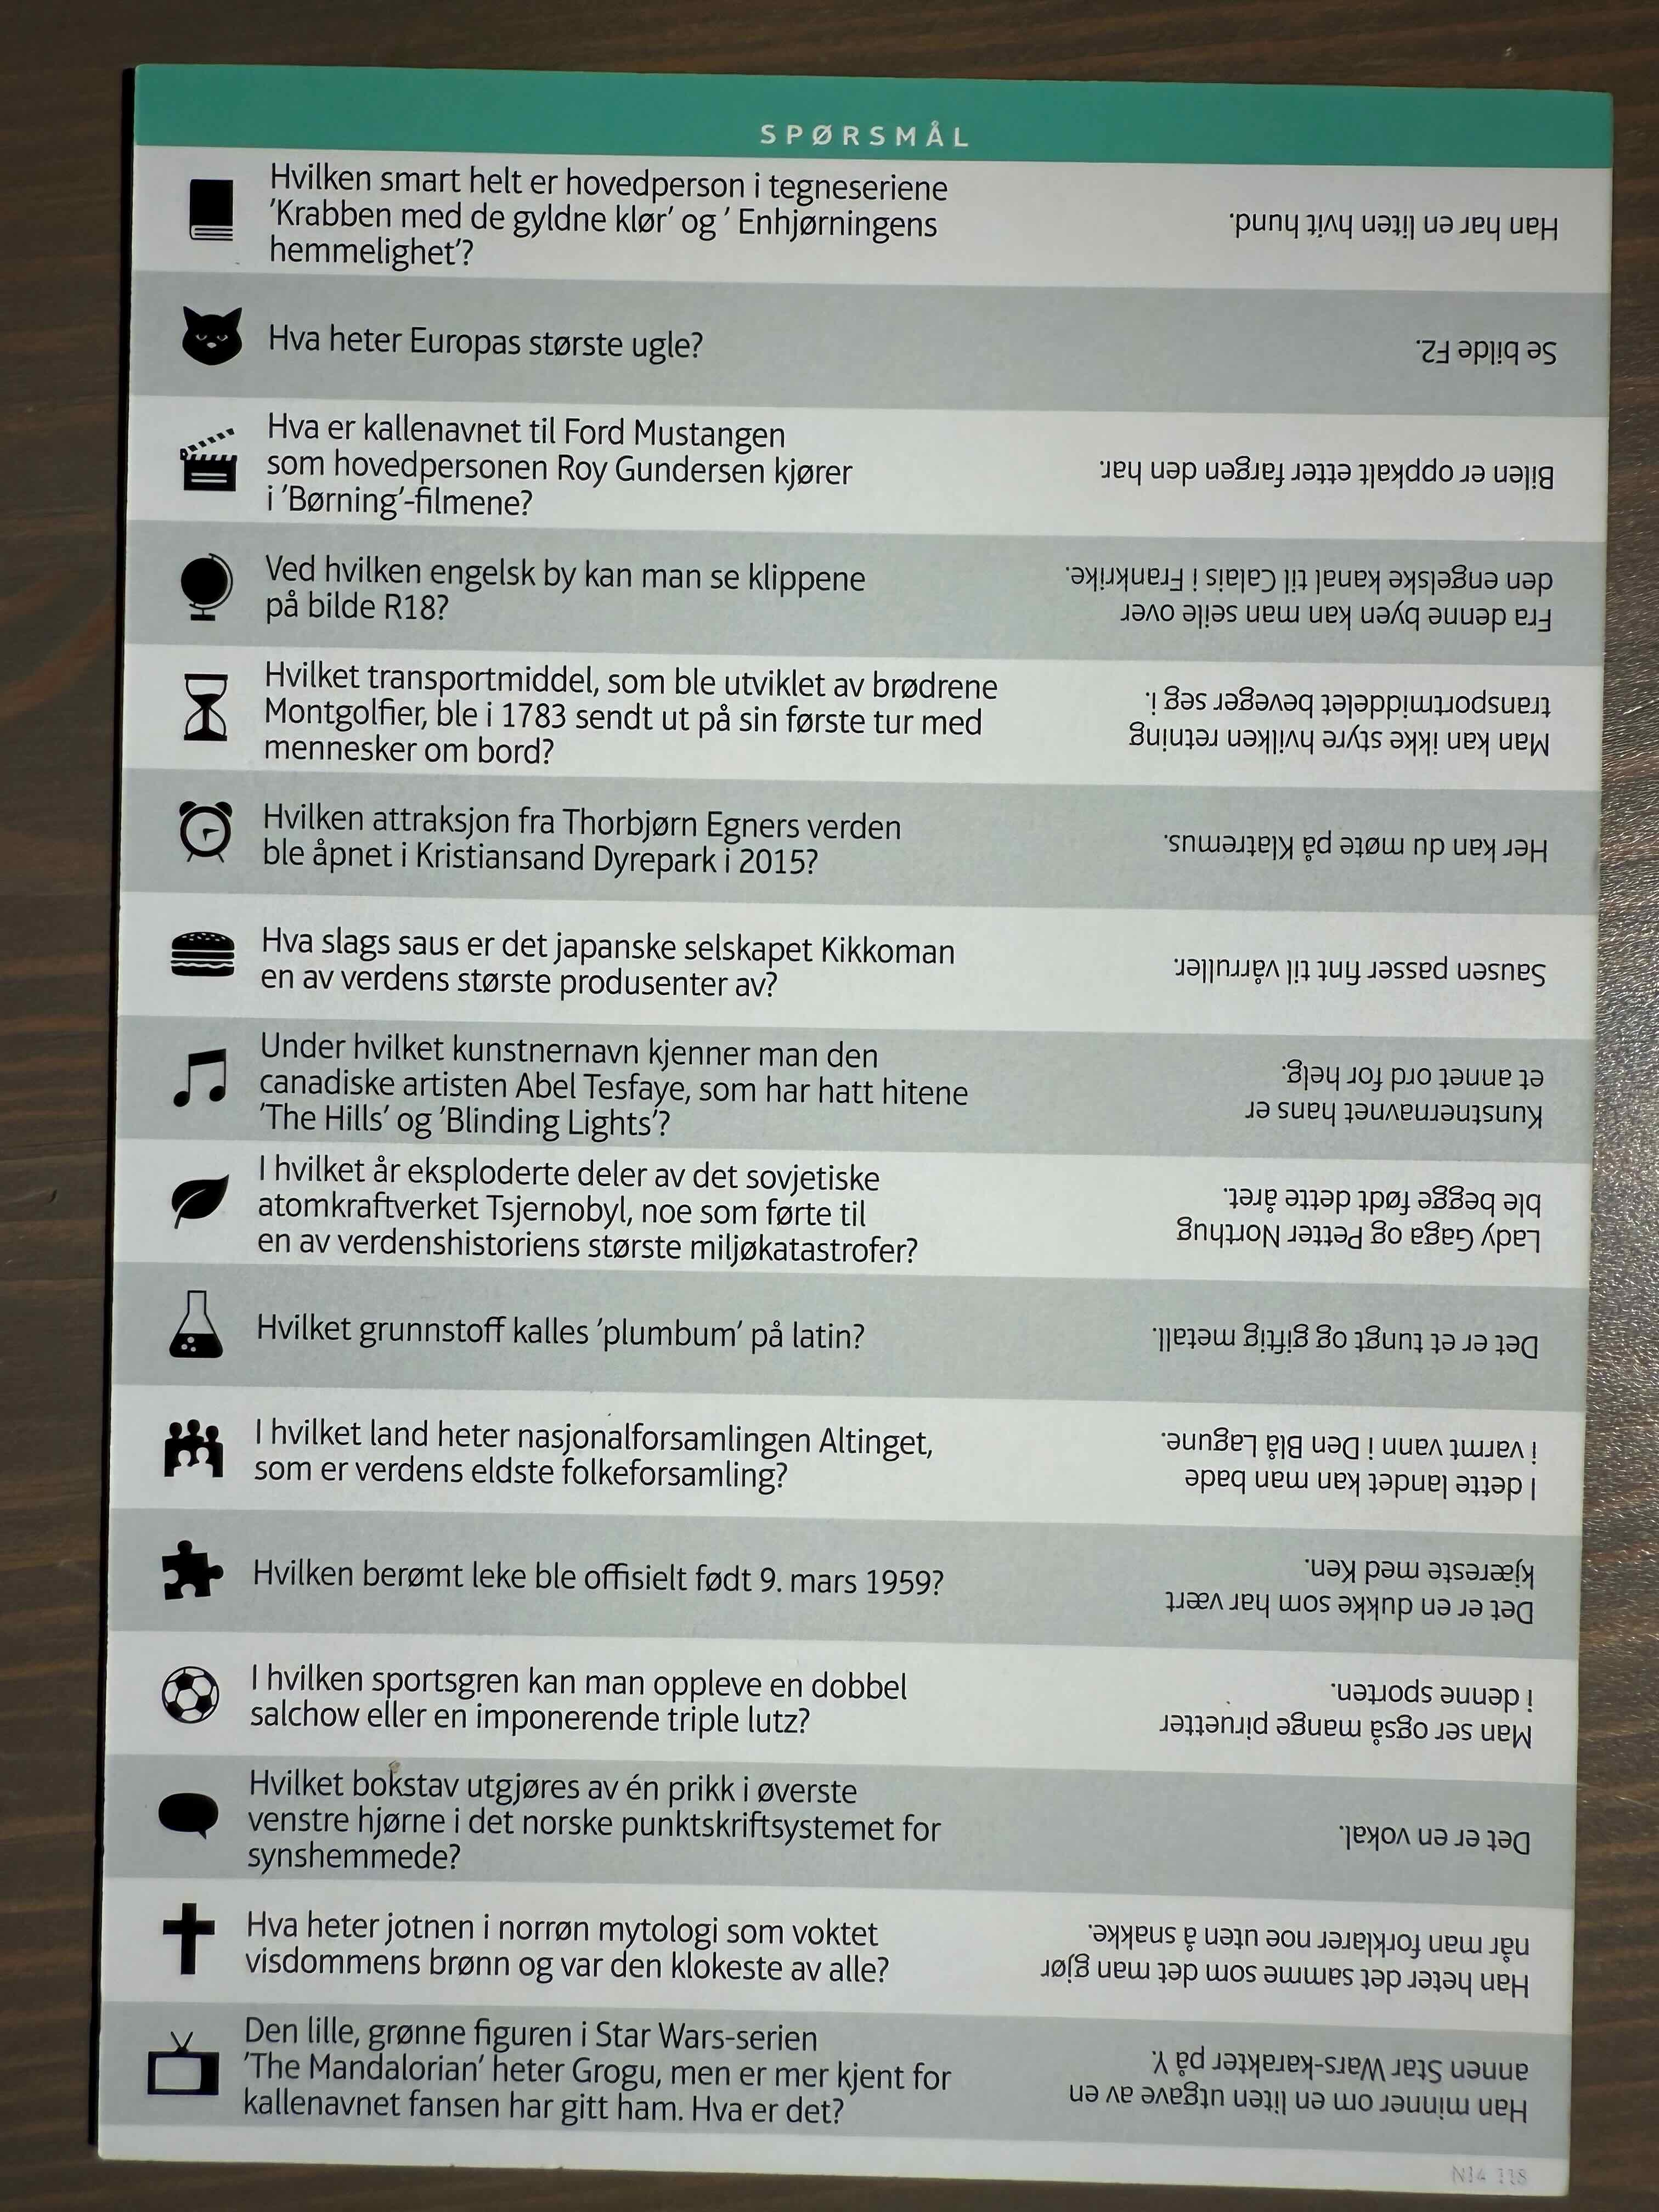 SPØRSMÅL
Hvilken smart helt er hovedperson i tegneseriene
'Krabben med de gyldne klør' og ' Enhjørningens
hemmelighet'?
Han har en liten hvit hund.
Hva heter Europas største ugle?
Se bilde F2.
Hva er kallenavnet til Ford Mustangen
som hovedpersonen Roy Gundersen kjører
i 'Børning'-filmene?
Bilen er oppkalt etter fargen den har.
Ved hvilken engelsk by kan man se klippene
på bilde R18?
Fra denne byen kan man seile over
den engelske kanal til Calais i Frankrike.
Hvilket transportmiddel, som ble utviklet av brødrene
Montgolfier, ble i 1783 sendt ut på sin første tur med
mennesker om bord?
Man kan ikke styre hvilken retning
transportmiddelet beveger seg i.
Hvilken attraksjon fra Thorbjørn Egners verden
ble åpnet i Kristiansand Dyrepark i 2015?
Her kan du møte på Klatremus.
Hva slags saus er det japanske selskapet Kikkoman
en av verdens største produsenter av?
Sausen passer fint til vårruller.
Under hvilket kunstnernavn kjenner man den
canadiske artisten Abel Tesfaye, som har hatt hitene
'The Hills' og 'Blinding Lights'?
Kunstnernavnet hans er
et annet ord for helg.
I hvilket år eksploderte deler av det sovjetiske
atomkraftverket Tsjernobyl, noe som førte til
en av verdenshistoriens største miljøkatastrofer?
Lady Gaga og Petter Northug
ble begge født dette året.
Hvilket grunnstoff kalles 'plumbum' på latin?
Det er et tungt og giftig metall.
I hvilket land heter nasjonalforsamlingen Altinget,
som er verdens eldste folkeforsamling?
I dette landet kan man bade
i varmt vann i Den Blå Lagune.
Hvilken berømt leke ble offisielt født 9. mars 1959?
Det er en dukke som har vært
kjæreste med Ken.
I hvilken sportsgren kan man oppleve en dobbel
salchow eller en imponerende triple lutz?
Man ser også mange piruetter
i denne sporten.
Hvilket bokstav utgjøres av én prikk i øverste
venstre hjørne i det norske punktskriftsystemet for
synshemmede?
Det er en vokal.
Hva heter jotnen i norrøn mytologi som voktet
visdommens brønn og var den klokeste av alle?
Han heter det samme som det man gjør
når man forklarer noe uten å snakke.
Den lille, grønne figuren i Star Wars-serien
'The Mandalorian' heter Grogu, men er mer kjent for
kallenavnet fansen har gitt ham. Hva er det?
Han minner om en liten utgave av en
annen Star Wars-karakter på Y.
N14 118